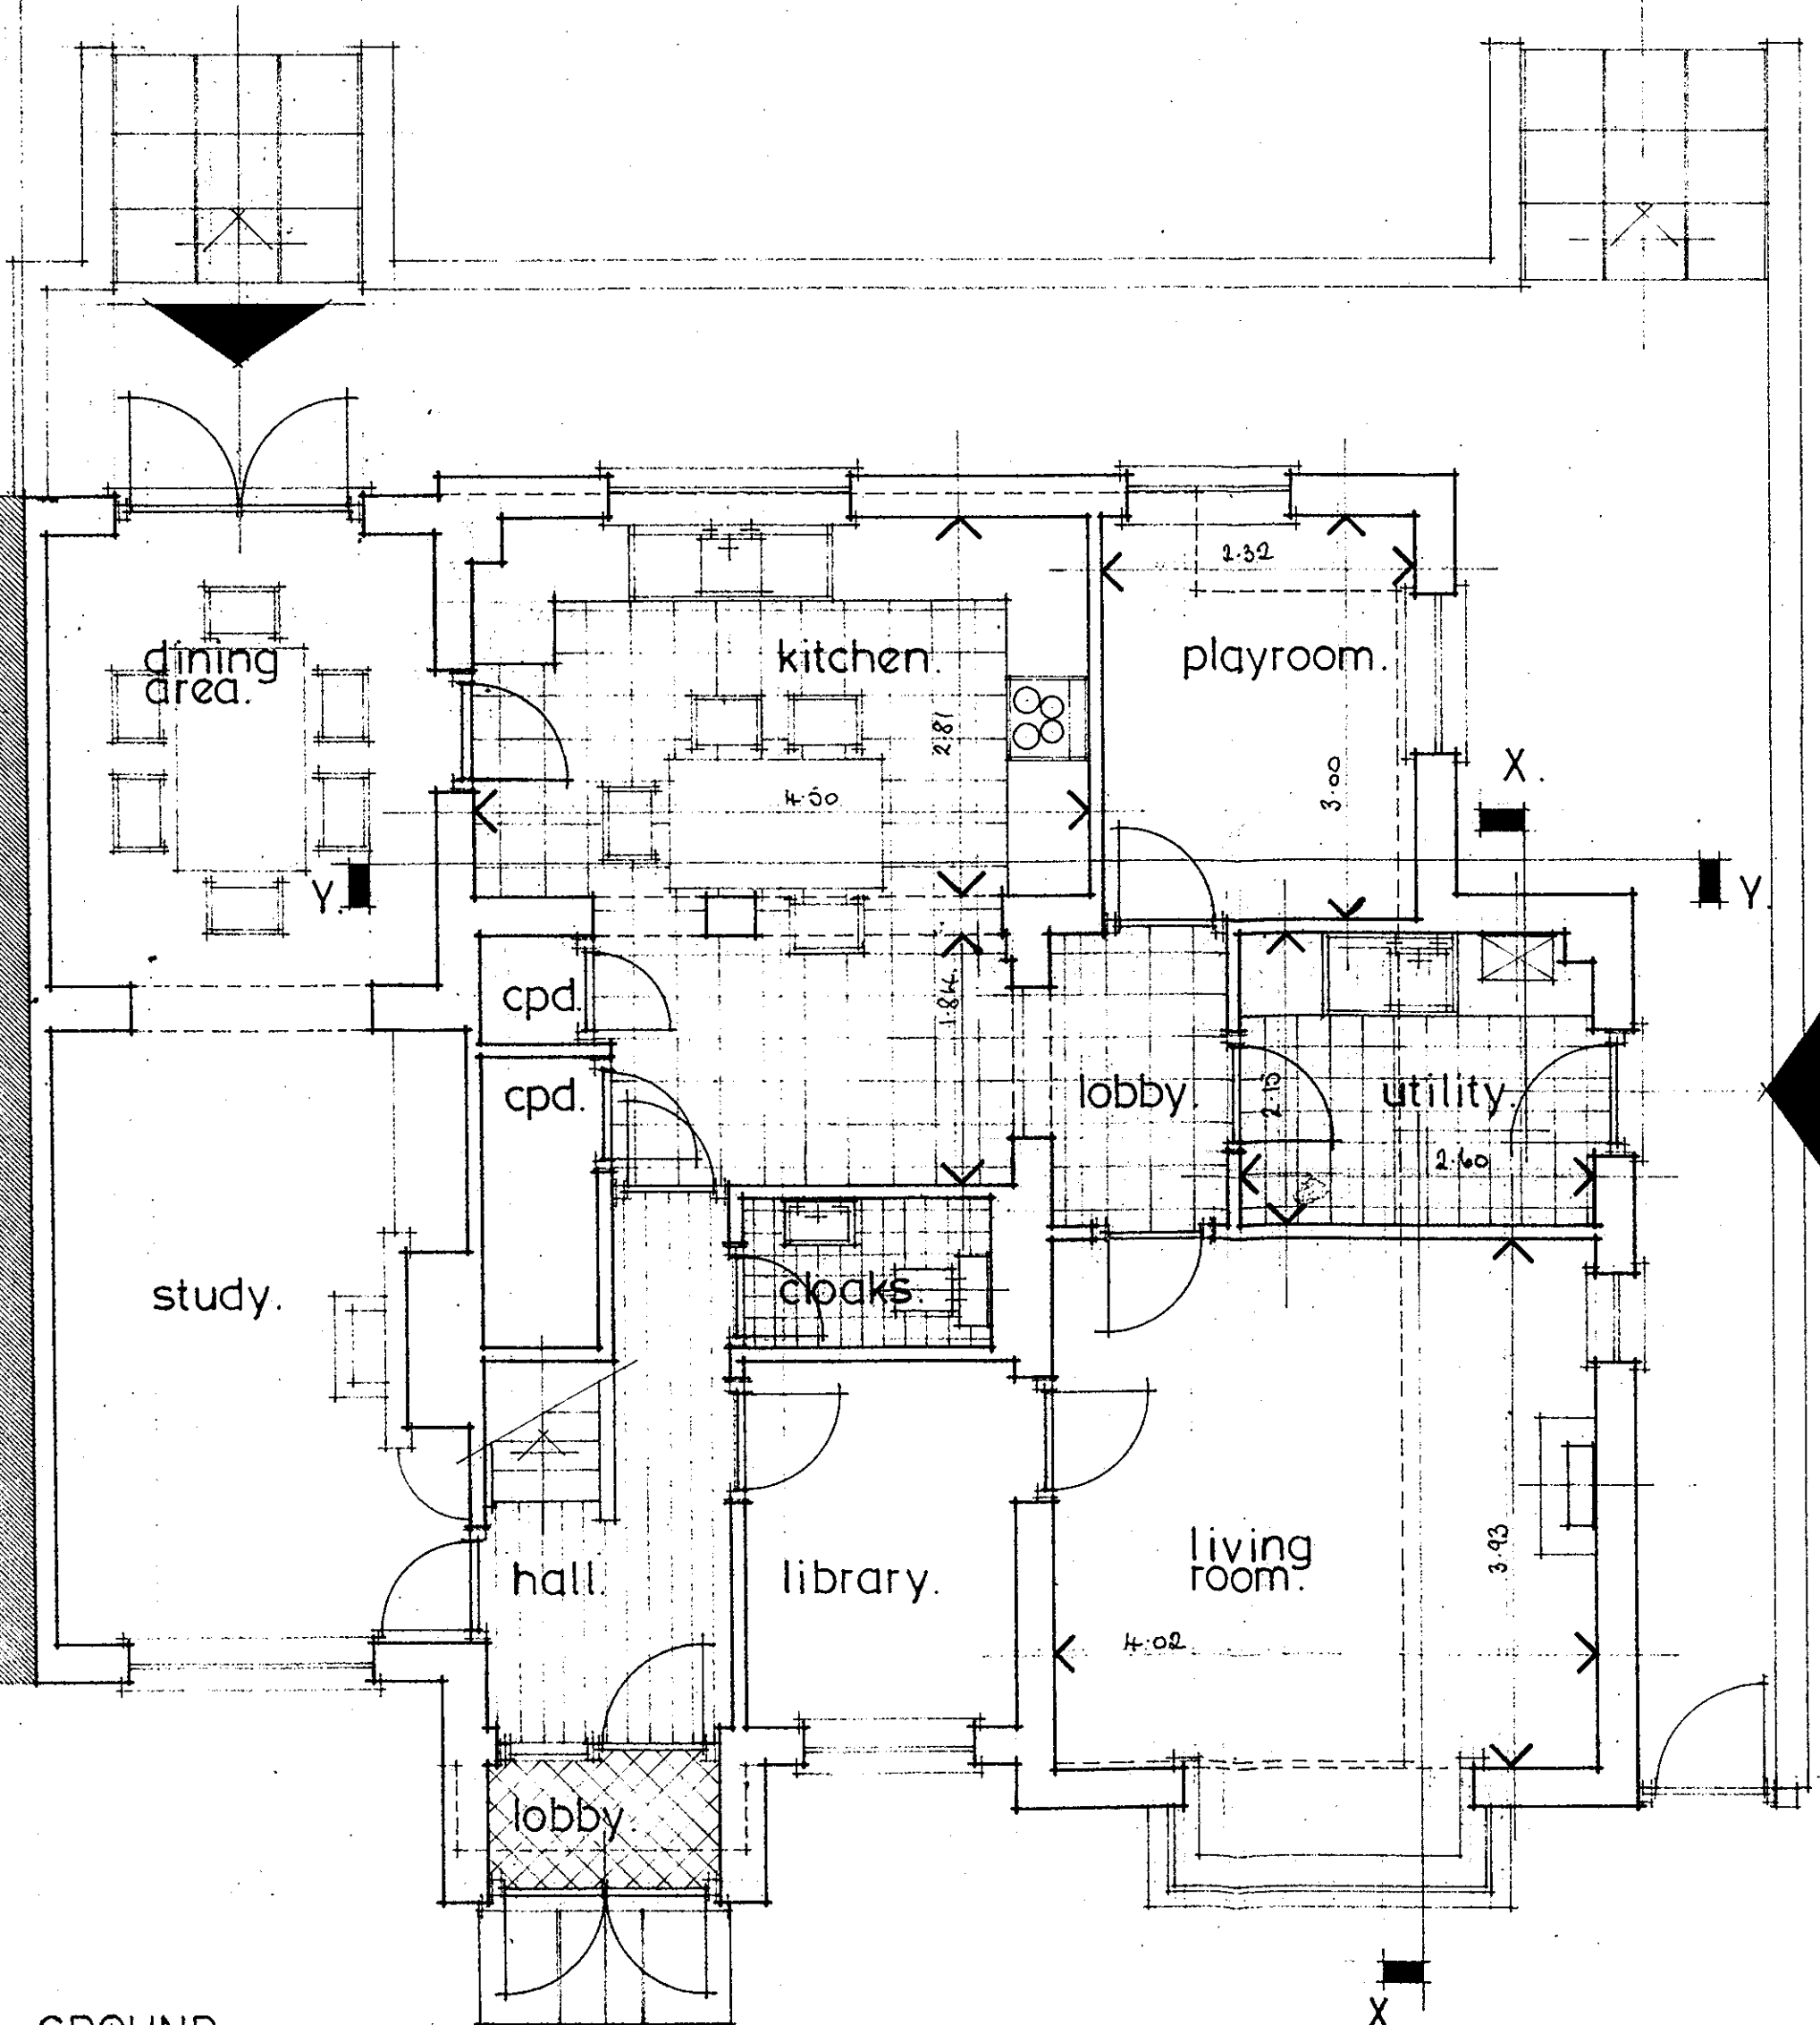 2.32
dining
area.
kitchen.
playroom.
2.81
X.
3.00
4.50
Y.
Y.
cpd.
1.84
cpd.
lobby.
2.15
utility.
2.60
study.
cloaks.
living
room.
3.93
hall.
library.
4.02
lobby.
X
GROUND